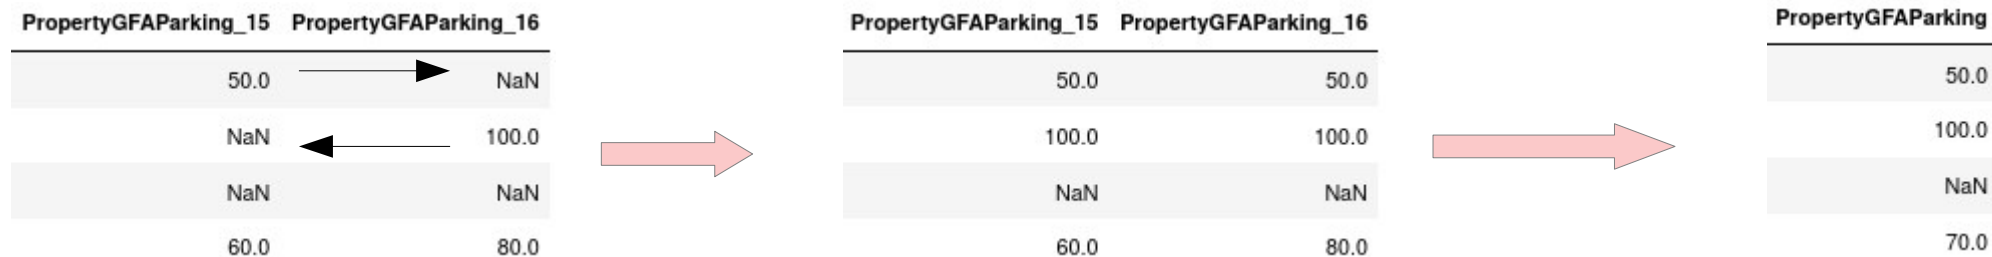 PropertyGFAParking_15 PropertyGFAParking_16
50.0 NaN
NaN 100.0
NaN NaN
60.0 80.0
PropertyGFAParking_15 PropertyGFAParking_16
50.0 50.0
100.0 100.0
NaN NaN
60.0 80.0
PropertyGFAParking
50.0
100.0
NaN
70.0